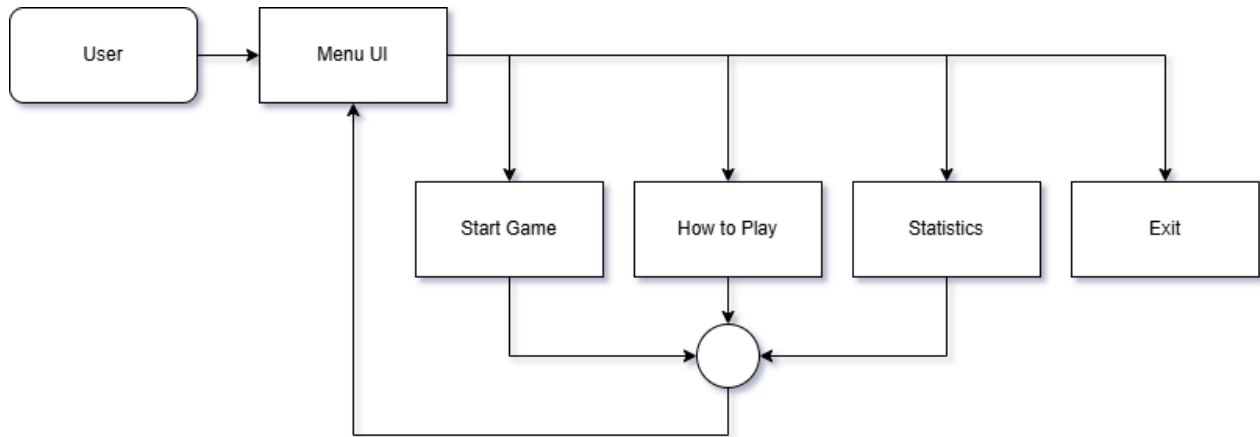 User
Menu UI
Start Game
How to Play
Statistics
Exit